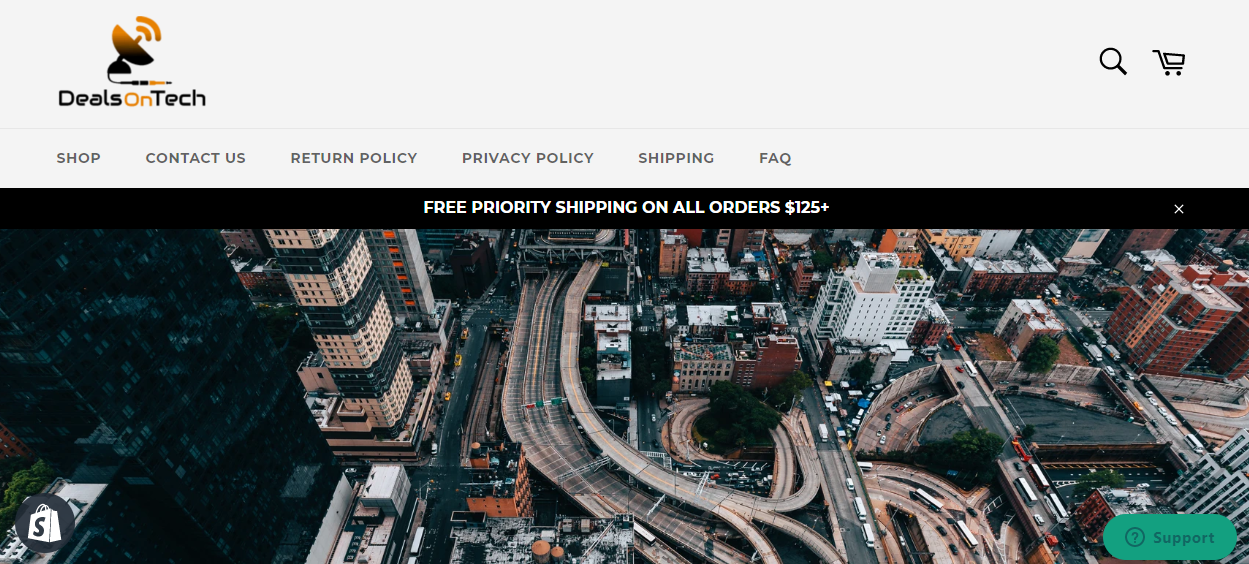 DealsOnTech
SHOP CONTACT US RETURN POLICY PRIVACY POLICY SHIPPING FAQ
FREE PRIORITY SHIPPING ON ALL ORDERS $125+
Support